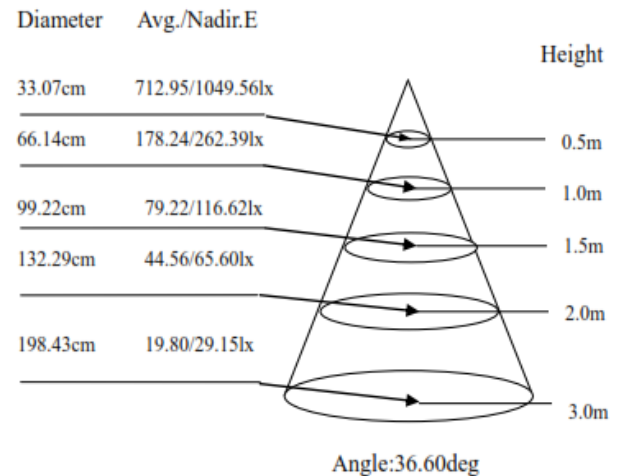 Diameter Avg./Nadir.E
Height
33.07cm 712.95/1049.56lx
66.14cm 178.24/262.39lx
0.5m
1.0m
99.22cm 79.22/116.62lx
1.5m
132.29cm 44.56/65.60lx
2.0m
198.43cm 19.80/29.15lx
3.0m
Angle:36.60deg